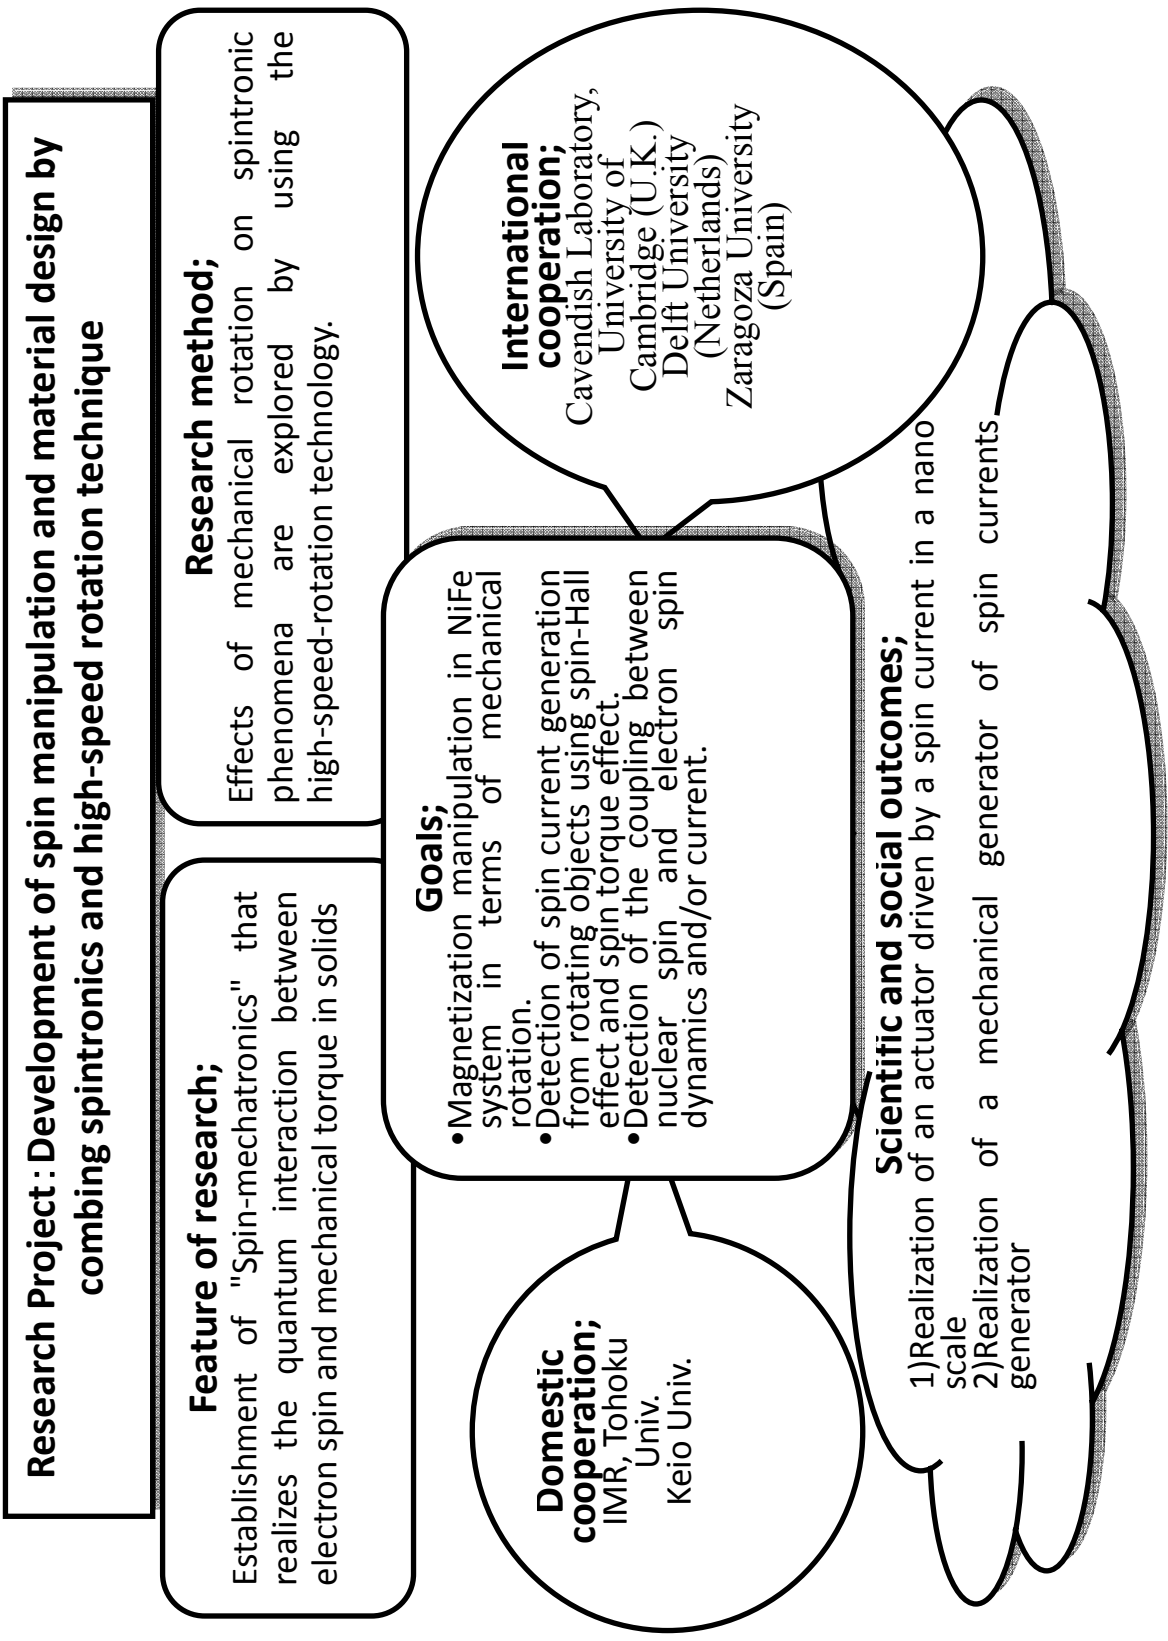 Research Project : Development of spin manipulation and material design by
combing spintronics and high-speed rotation technique
Feature of research;
Establishment of "Spin-mechatronics" that
realizes the quantum interaction between
electron spin and mechanical torque in solids
Research method;
Effects of mechanical rotation on spintronic
phenomena are explored by using the
high-speed-rotation technology.
Goals;
•Magnetization manipulation in NiFe
system in terms of mechanical
rotation.
•Detection of spin current generation
from rotating objects using spin-Hall
effect and spin torque effect.
•Detection of the coupling between
nuclear spin and electron spin
dynamics and/or current.
Domestic
cooperation;
IMR, Tohoku
Univ.
Keio Univ.
International
cooperation;
Cavendish Laboratory,
University of
Cambridge (U.K.)
Delft University
(Netherlands)
Zaragoza University
(Spain)
Scientific and social outcomes;
1)Realization of an actuator driven by a spin current in a nano
scale
2)Realization of a mechanical generator of spin currents
generator